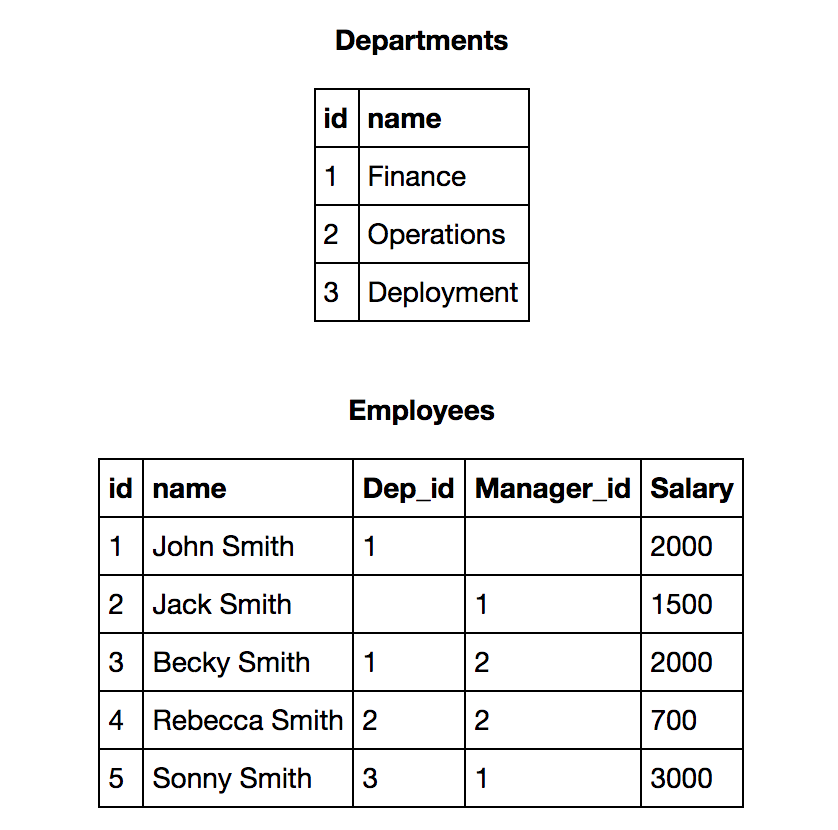 Departments
id name
1 Finance
2 Operations
3 Deployment
Employees
id name Dep_id Manager_id Salary
1 John Smith 1 2000
2 Jack Smith 1 1500
3 Becky Smith 1 2 2000
4 Rebecca Smith 2 2 700
5 Sonny Smith 3 1 3000